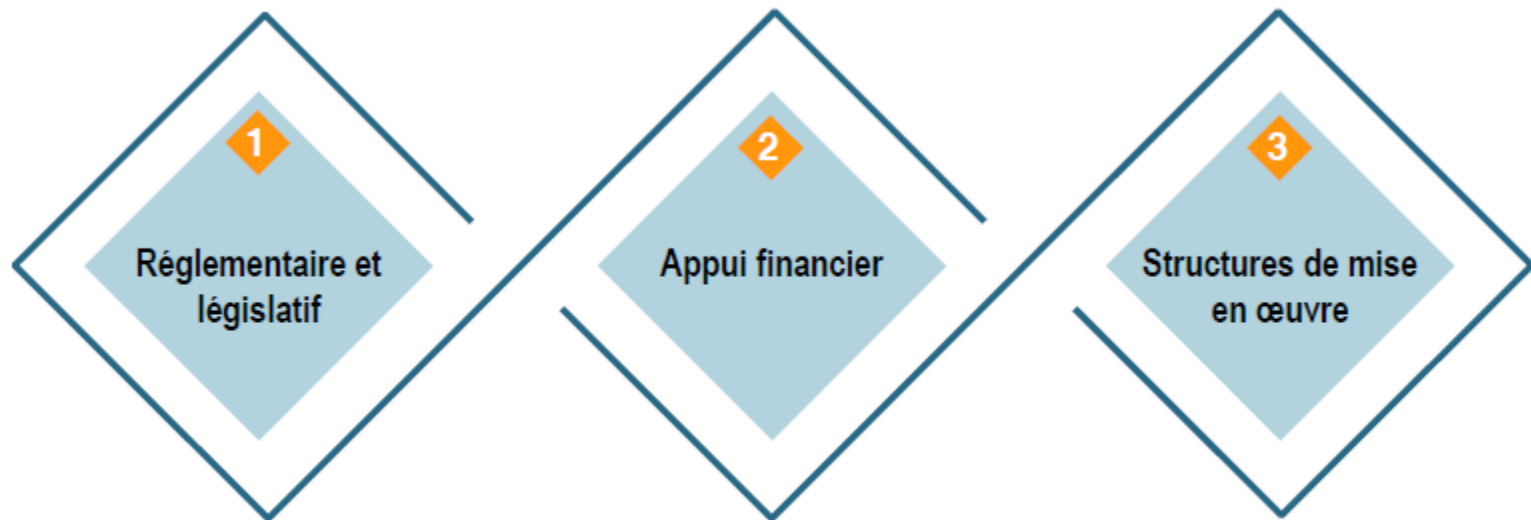 1
Réglementaire et
législatif
2
Appui financier
3
Structures de mise
en œuvre